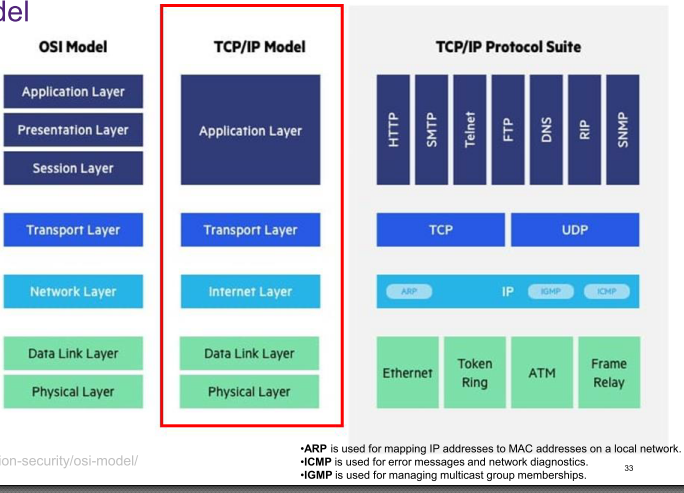 del
OSI Model
Application Layer
Presentation Layer
Session Layer
Transport Layer
Network Layer
Data Link Layer
Physical Layer
TCP/IP Model
Application Layer
Transport Layer
Internet Layer
Data Link Layer
Physical Layer
TCP/IP Protocol Suite
HTTP
SMTP
Telnet
FTP
DNS
RIP
SNMP
TCP
UDP
ARP
IP
IGMP
ICMP
Ethernet
Token
Ring
ATM
Frame
Relay
ion-security/osi-model/
•ARP is used for mapping IP addresses to MAC addresses on a local network.
•ICMP is used for error messages and network diagnostics.
•IGMP is used for managing multicast group memberships.
33